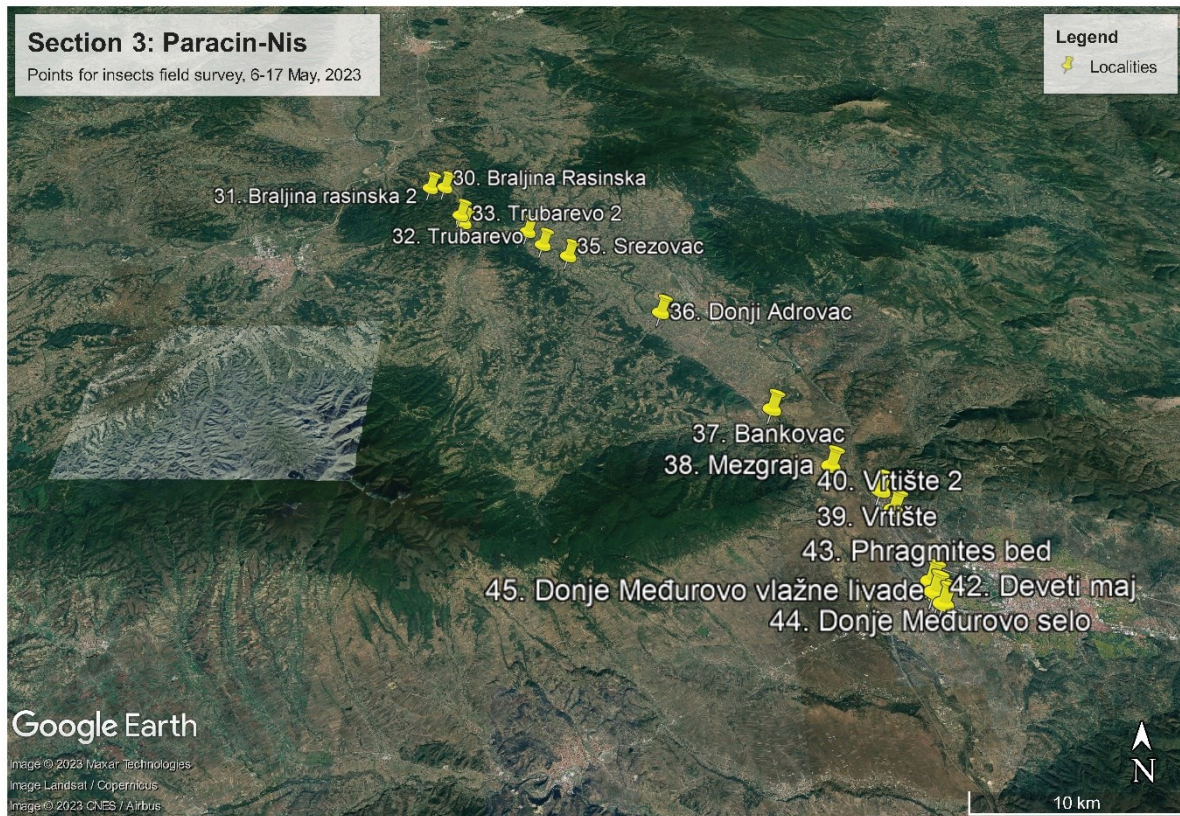 Section 3: Paracin-Nis
Points for insects field survey, 6-17 May, 2023
Legend
Localities
30. Braljina Rasinska
31. Braljina rasinska 2
33. Trubarevo 2
32. Trubarevo
35. Srezovac
36. Donji Adrovac
37. Bankovac
38. Mezgraja
40. Vrtište 2
39. Vrtište
43. Phragmites bed
45. Donje Međurovo vlažne livade
42. Deveti maj
44. Donje Međurovo selo
Google Earth
Image © 2023 Maxar Technologies
Image Landsat / Copernicus
Image © 2023 CNES / Airbus
N
10 km